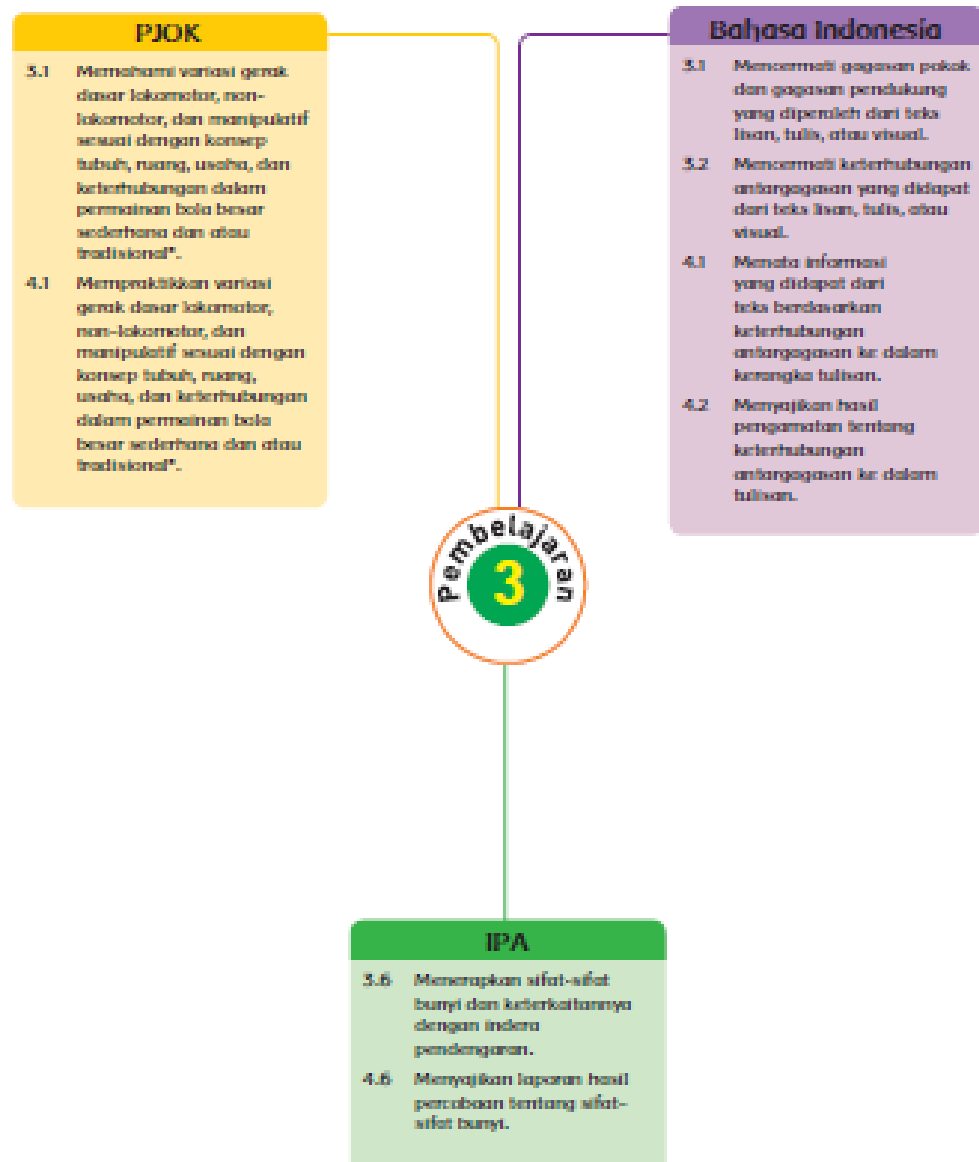 PJOK
3.1 Memahami variasi gerak
dasar lokomotor, non-
lokomotor, dan manipulatif
sesuai dengan konsep
tubuh, ruang, usaha, dan
keterhubungan dalam
permainan bola besar
sederhana dan atau
tradisional*.
4.1 Mempraktikkan variasi
gerak dasar lokomotor,
non-lokomotor, dan
manipulatif sesuai dengan
konsep tubuh, ruang,
usaha, dan keterhubungan
dalam permainan bola
besar sederhana dan atau
tradisional*.
Bahasa Indonesia
3.1 Mencermati gagasan pokok
dan gagasan pendukung
yang diperoleh dari teks
lisan, tulis, atau visual.
3.2 Mencermati keterhubungan
antargagasan yang didapat
dari teks lisan, tulis, atau
visual.
4.1 Menata informasi
yang didapat dari
teks berdasarkan
keterhubungan
antargagasan ke dalam
kerangka tulisan.
4.2 Menyajikan hasil
pengamatan tentang
keterhubungan
antargagasan ke dalam
tulisan.
Pembelajaran
3
IPA
3.6 Menerapkan sifat-sifat
bunyi dan keterkaitannya
dengan indera
pendengaran.
4.6 Menyajikan laporan hasil
percobaan tentang sifat-
sifat bunyi.